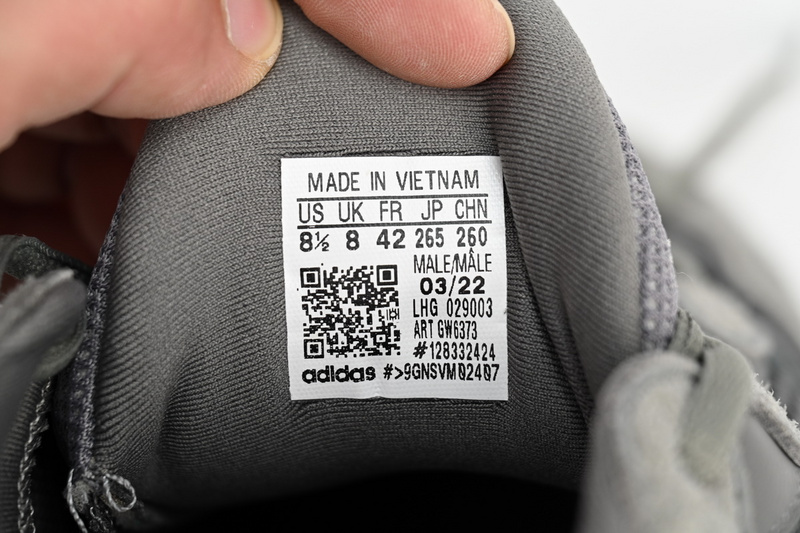 MADE IN VIETNAM
US UK FR JP CHN
8½ 8 42 265 260
MALE/MÂLE
03/22
LHG 029003
ART GW6373
#128332424
adidas #>9GNSVM02407